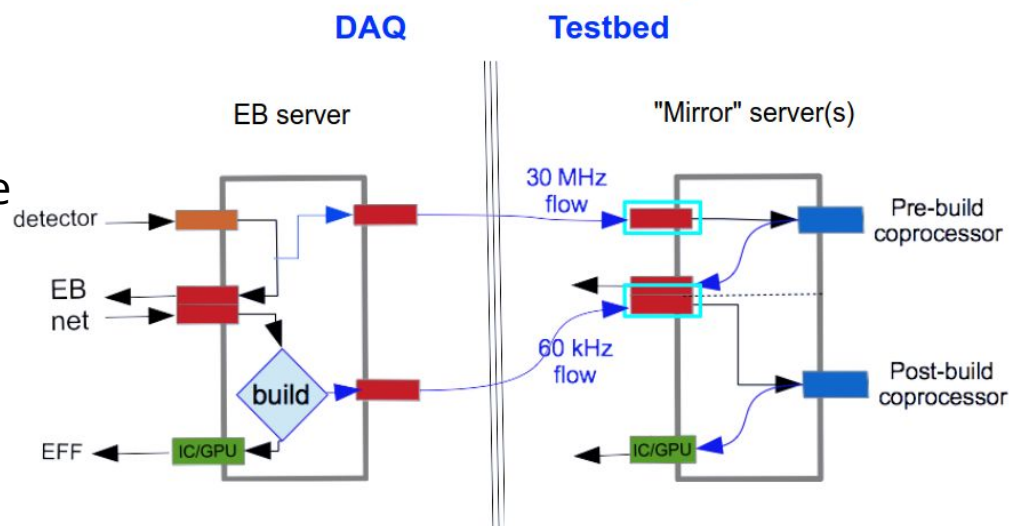 DAQ
Testbed
EB server
"Mirror" server(s)
e
detector
30 MHz
flow
Pre-build
coprocessor
EB
net
60 kHz
flow
build
Post-build
coprocessor
EFF
IC/GPU
IC/GPU